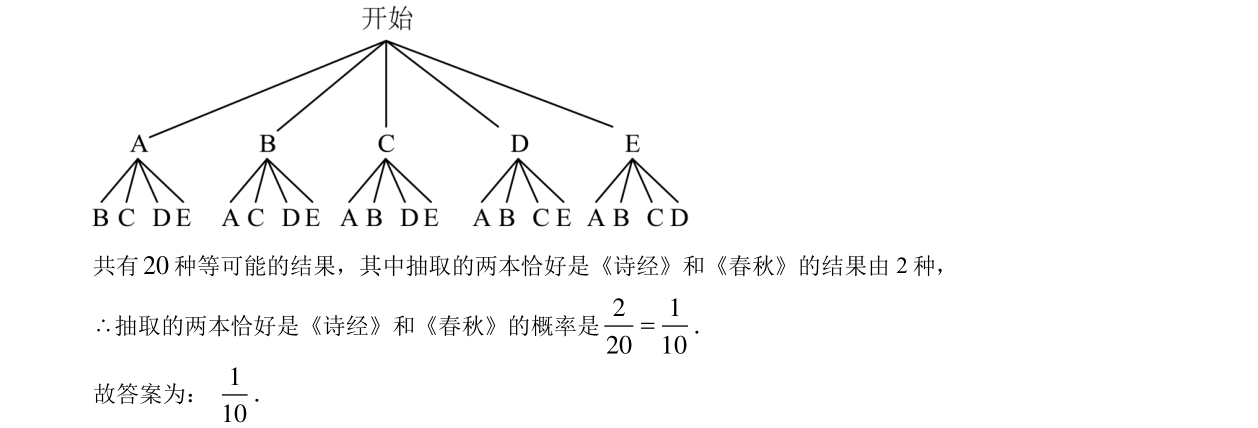 开始
A B C D E
B C D E A C D E A B D E A B C E A B C D
共有 20 种等可能的结果，其中抽取的两本恰好是《诗经》和《春秋》的结果由 2 种，
∴抽取的两本恰好是《诗经》和《春秋》的概率是 2/20 = 1/10 .
故答案为： 1/10 .